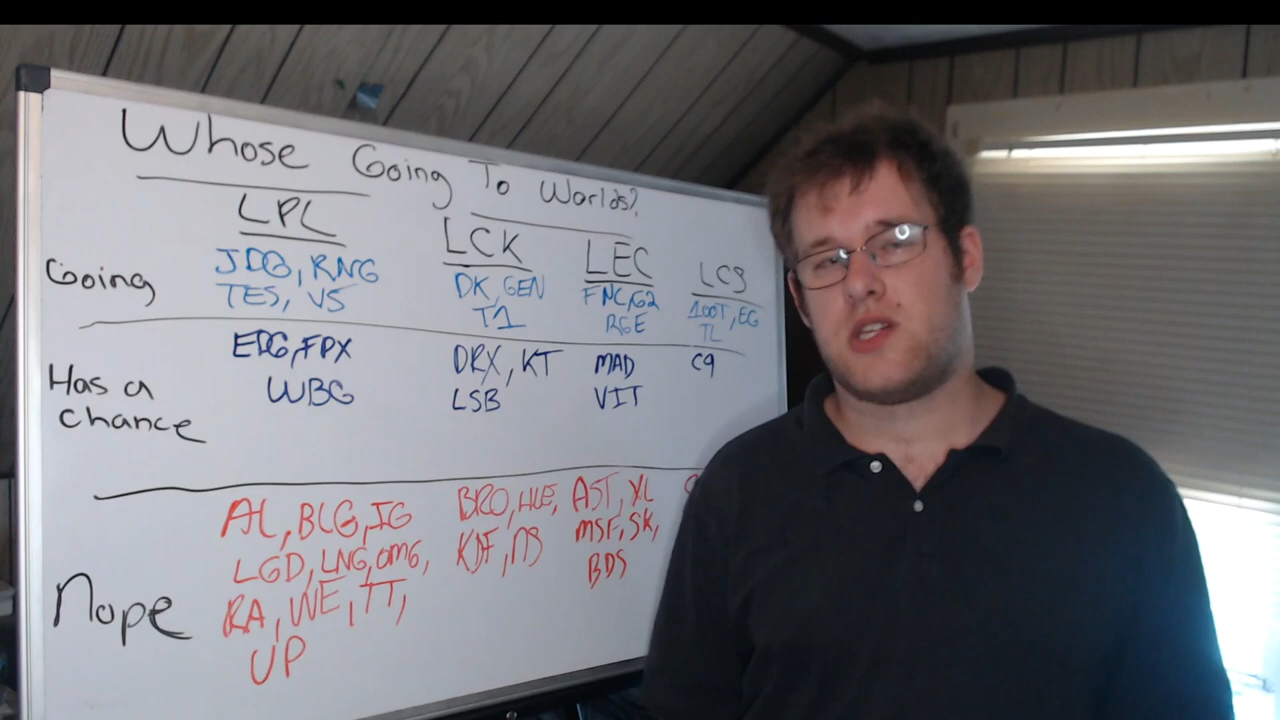 Whose Going To Worlds?
LPL LCK LEC LCS
Going
JDG, RNG
TES, V5
DK, GEN
T1
FNC, G2
RGE
100T, EG
TL
Has a
chance
EDG, FPX
WBG
DRX, KT
LSB
MAD
VIT
C9
Nope
AL, BLG, IG
LGD, LNG, OMG,
RA, WE, TT,
UP
BRO, HLE,
KDF, NS
AST, XL
MSF, SK,
BDS